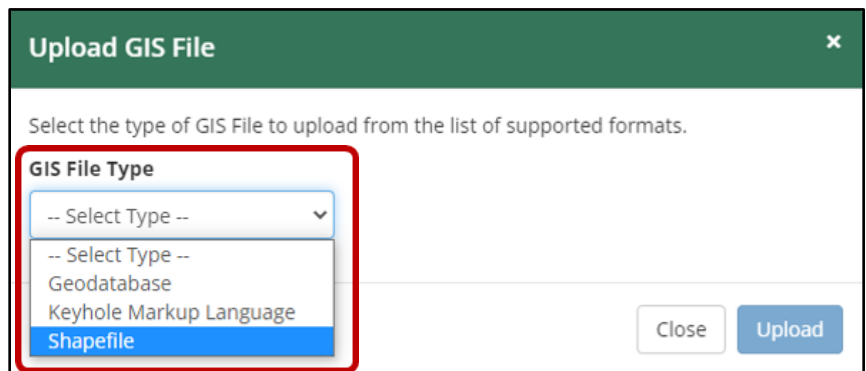 Upload GIS File ×
Select the type of GIS File to upload from the list of supported formats.
GIS File Type
-- Select Type --
-- Select Type --
Geodatabase
Keyhole Markup Language
Shapefile
Close Upload